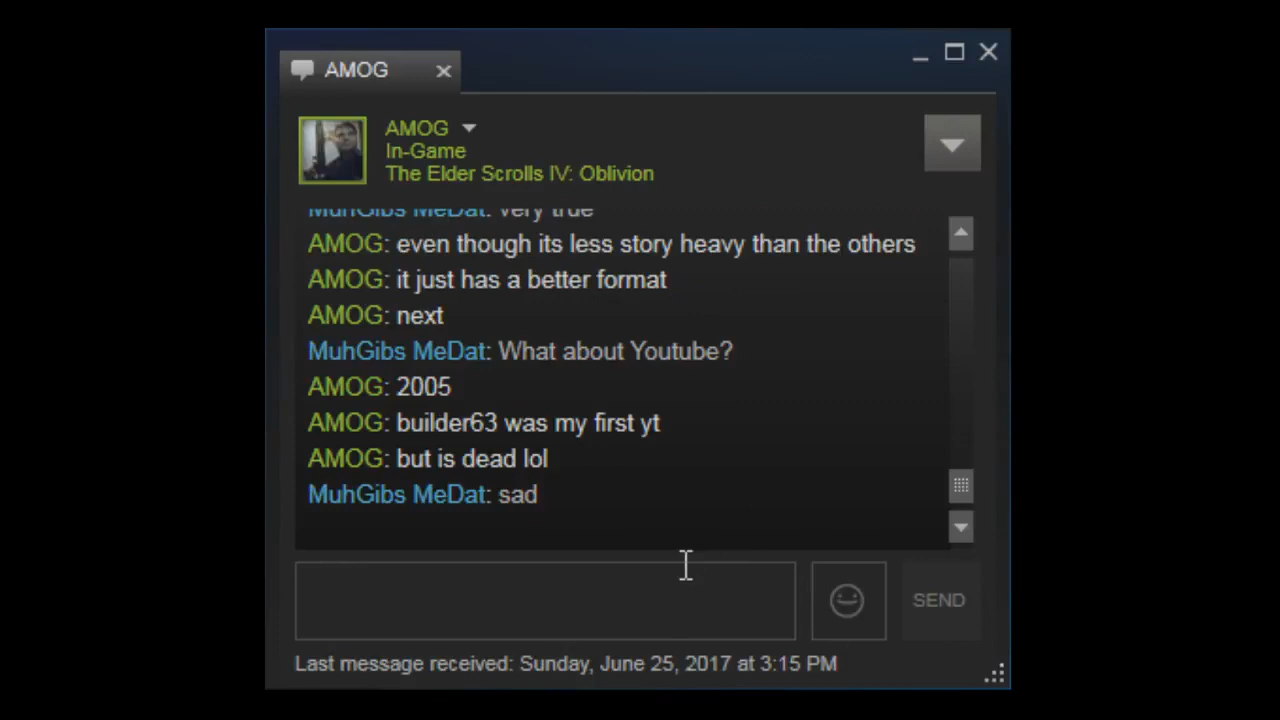 AMOG
AMOG
In-Game
The Elder Scrolls IV: Oblivion
MuhGibs MeDat: very true
AMOG: even though its less story heavy than the others
AMOG: it just has a better format
AMOG: next
MuhGibs MeDat: What about Youtube?
AMOG: 2005
AMOG: builder63 was my first yt
AMOG: but is dead lol
MuhGibs MeDat: sad
SEND
Last message received: Sunday, June 25, 2017 at 3:15 PM